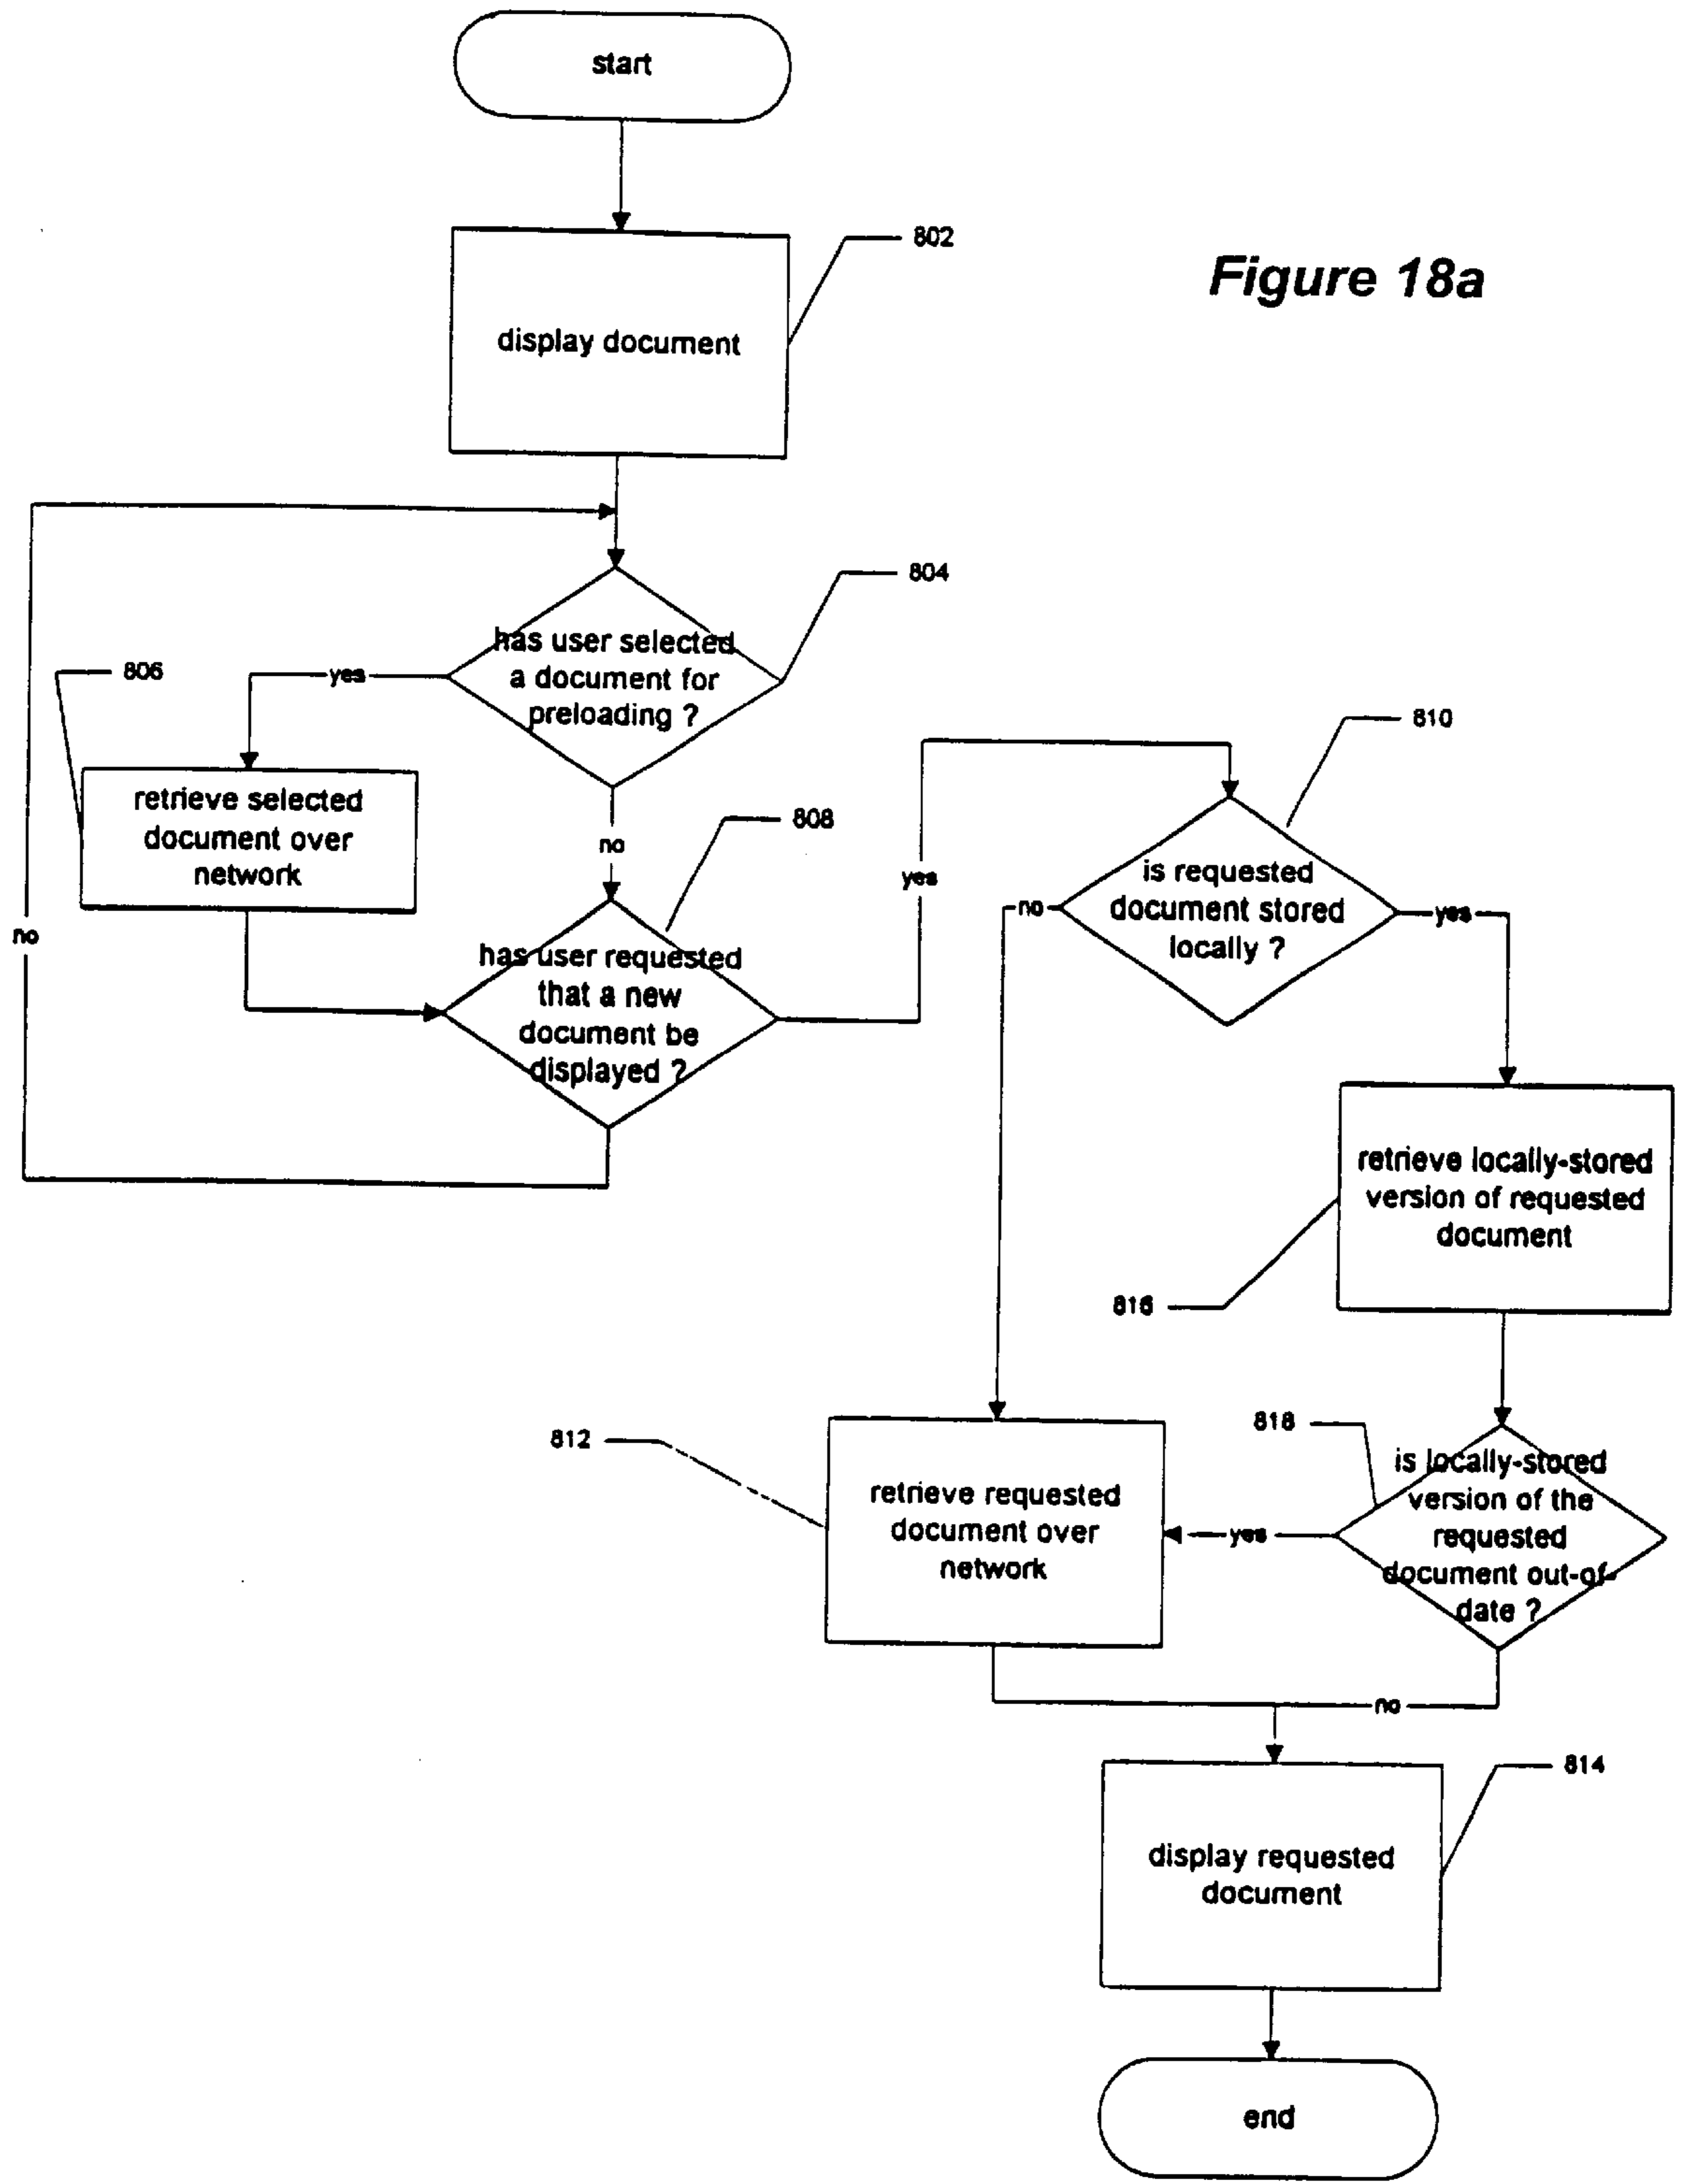 start
802
Figure 18a
display document
804
has user selected
a document for
preloading ?
806
yes
retrieve selected
document over
network
no
808
810
yes
is requested
document stored
locally ?
no
yes
no
has user requested
that a new
document be
displayed ?
retrieve locally-stored
version of requested
document
816
812
818
is locally-stored
version of the
requested
document out-of-
date ?
retrieve requested
document over
network
yes
no
814
display requested
document
end